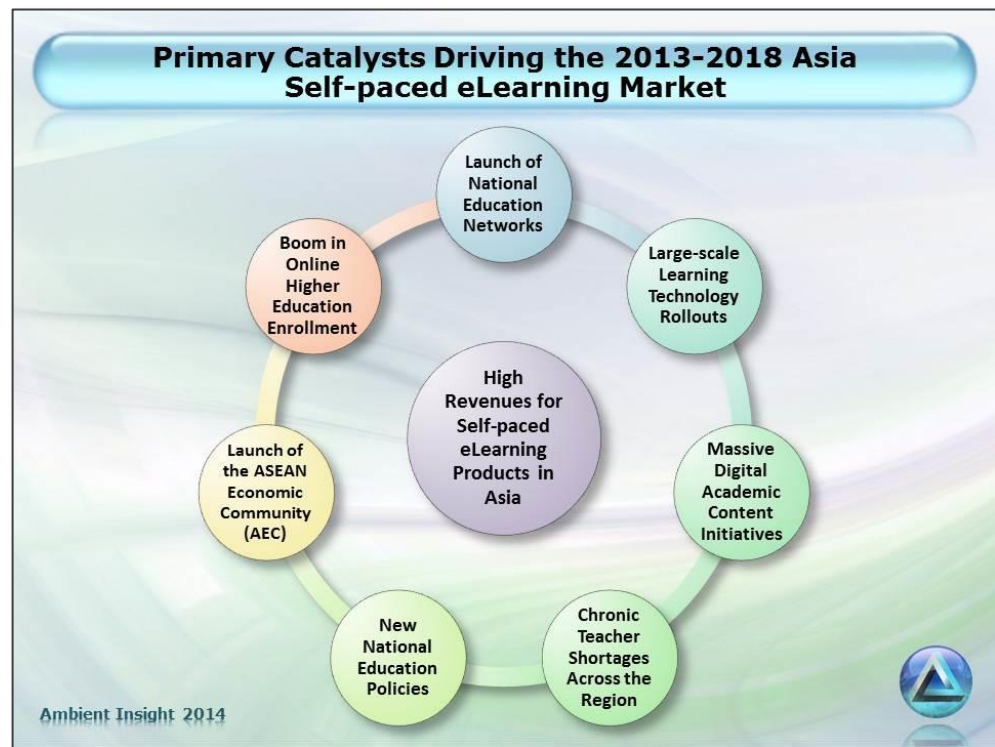 Primary Catalysts Driving the 2013-2018 Asia
Self-paced eLearning Market
Launch of
National
Education
Networks
Large-scale
Learning
Technology
Rollouts
Massive
Digital
Academic
Content
Initiatives
Chronic
Teacher
Shortages
Across the
Region
New
National
Education
Policies
Launch of
the ASEAN
Economic
Community
(AEC)
Boom in
Online
Higher
Education
Enrollment
High
Revenues for
Self-paced
eLearning
Products in
Asia
Ambient Insight 2014